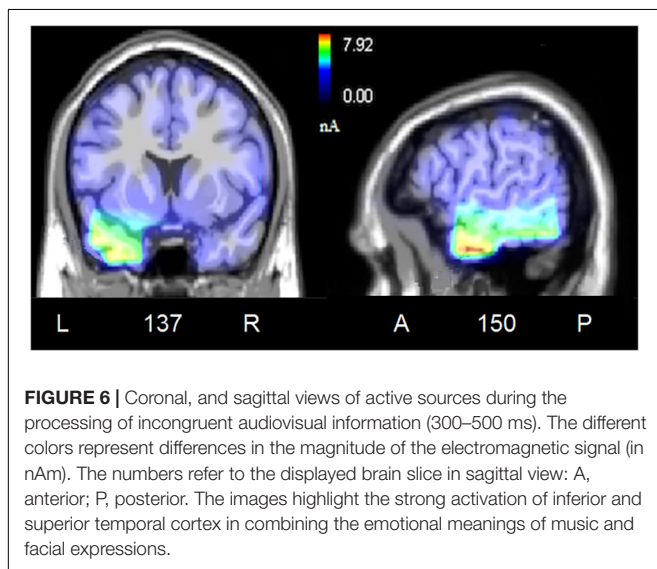 7.92
0.00
nA
L 137 R A 150 P
FIGURE 6 | Coronal, and sagittal views of active sources during the
processing of incongruent audiovisual information (300–500 ms). The different
colors represent differences in the magnitude of the electromagnetic signal (in
nAm). The numbers refer to the displayed brain slice in sagittal view: A,
anterior; P, posterior. The images highlight the strong activation of inferior and
superior temporal cortex in combining the emotional meanings of music and
facial expressions.